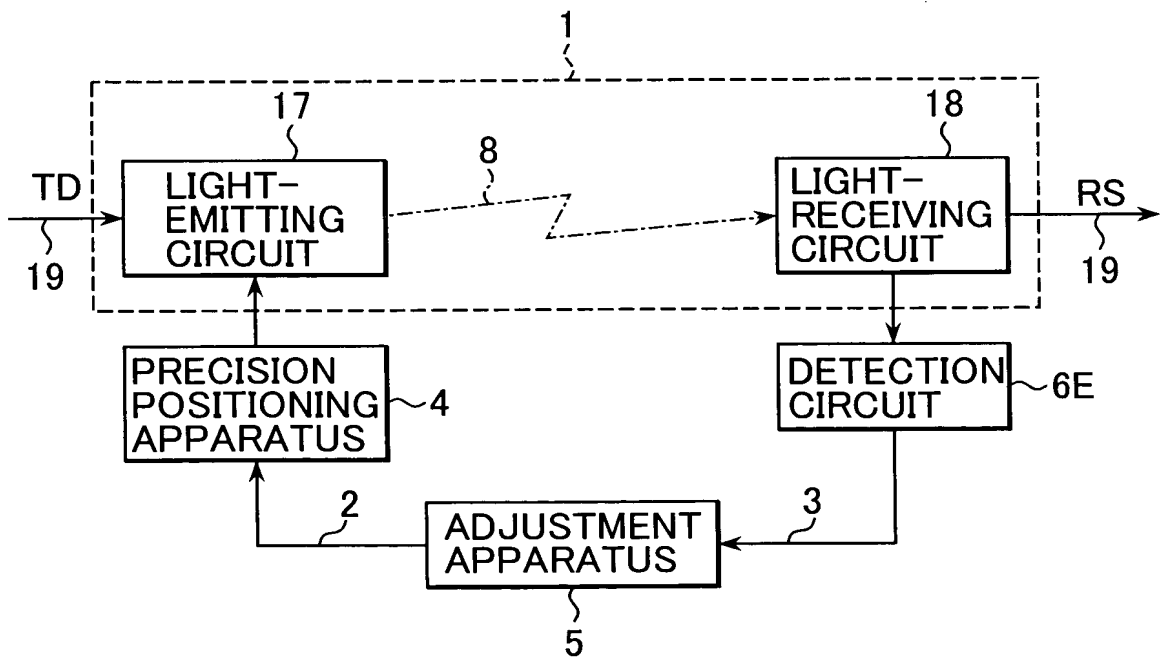 1
17
18
8
TD
LIGHT-
EMITTING
CIRCUIT
LIGHT-
RECEIVING
CIRCUIT
RS
19
19
PRECISION
POSITIONING
APPARATUS
4
DETECTION
CIRCUIT
6E
2
ADJUSTMENT
APPARATUS
3
5